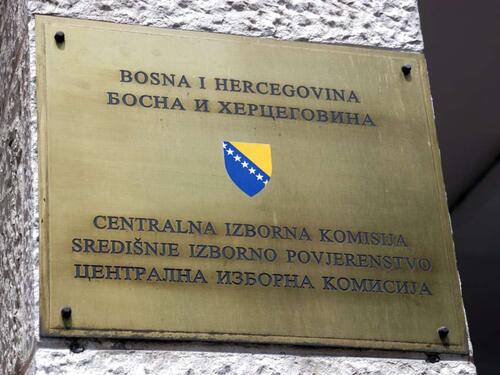 BOSNA I HERCEGOVINA
БОСНА И ХЕРЦЕГОВИНА
CENTRALNA IZBORNA KOMISIJA
SREDIŠNJE IZBORNO POVJERENSTVO
ЦЕНТРАЛНА ИЗБОРНА КОМИСИЈА